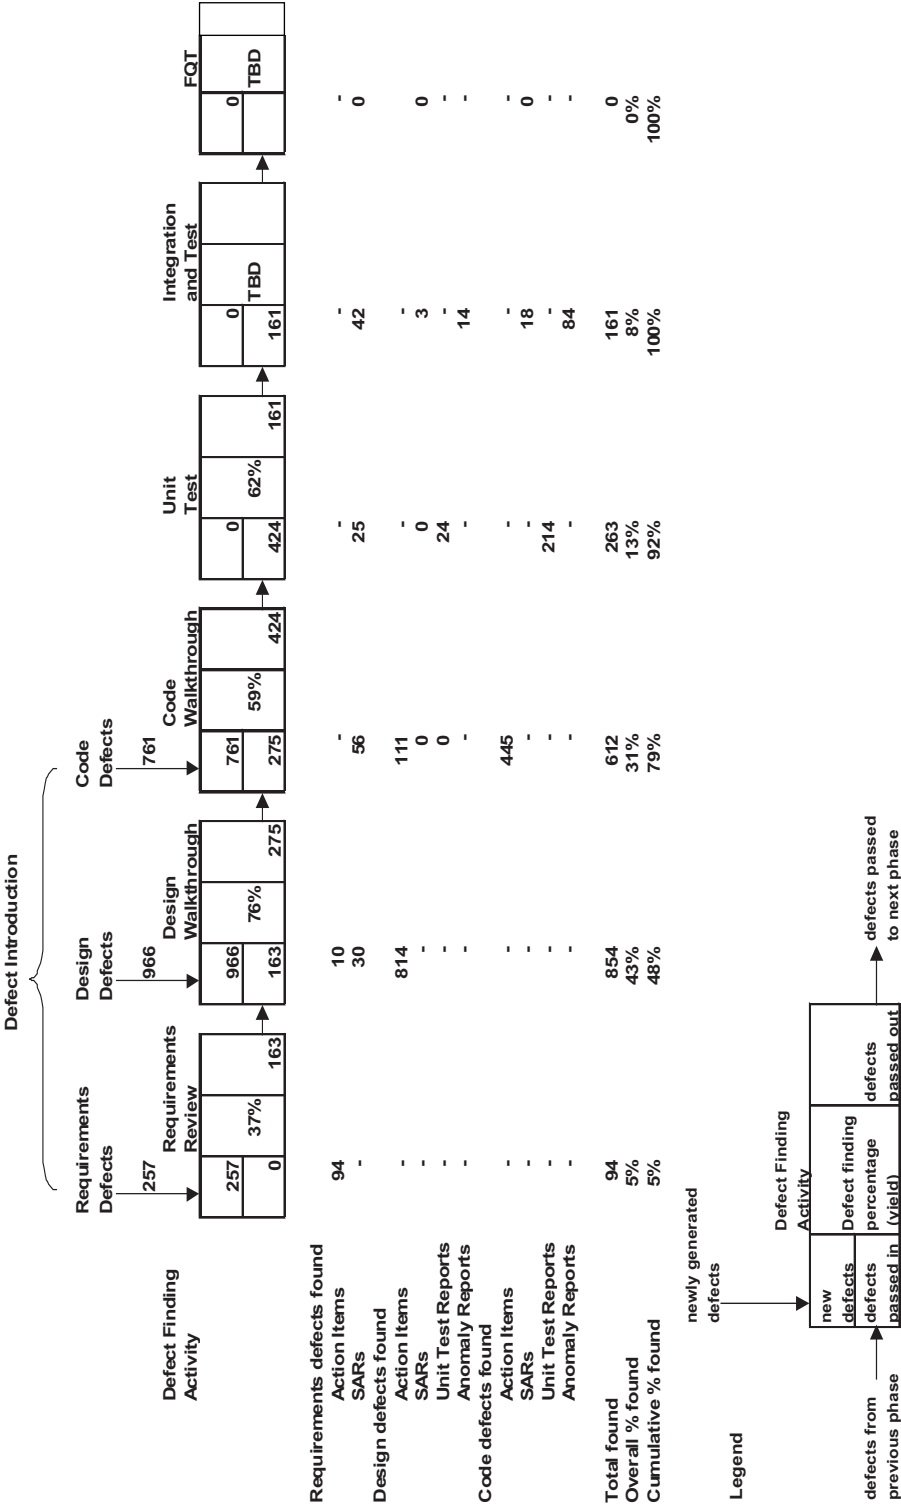 Defect Introduction
Requirements Defects Design Defects Code Defects
257 966 761
Defect Finding Activity Requirements Review Design Walkthrough Code Walkthrough Unit Test Integration and Test FQT
257 37% 966 76% 761 59% 0 62% 0 TBD 0 TBD
0 163 163 275 275 424 424 161 161
Requirements defects found
Action Items 94 10 - - - -
SARs - 30 56 25 42 0
Design defects found
Action Items - 814 111 - - -
SARs - - 0 0 3 0
Unit Test Reports - - 0 24 - -
Anomaly Reports - - - - 14 -
Code defects found
Action Items - - 445 - - -
SARs - - - - 18 0
Unit Test Reports - - - 214 - -
Anomaly Reports - - - - 84 -
Total found 94 854 612 263 161 0
Overall % found 5% 43% 31% 13% 8% 0%
Cumulative % found 5% 48% 79% 92% 100% 100%
Legend
newly generated
defects
Defect Finding
Activity
new
defects
defects
passed in
Defect finding
percentage
(yield)
defects
passed out
defects from
previous phase
defects passed
to next phase